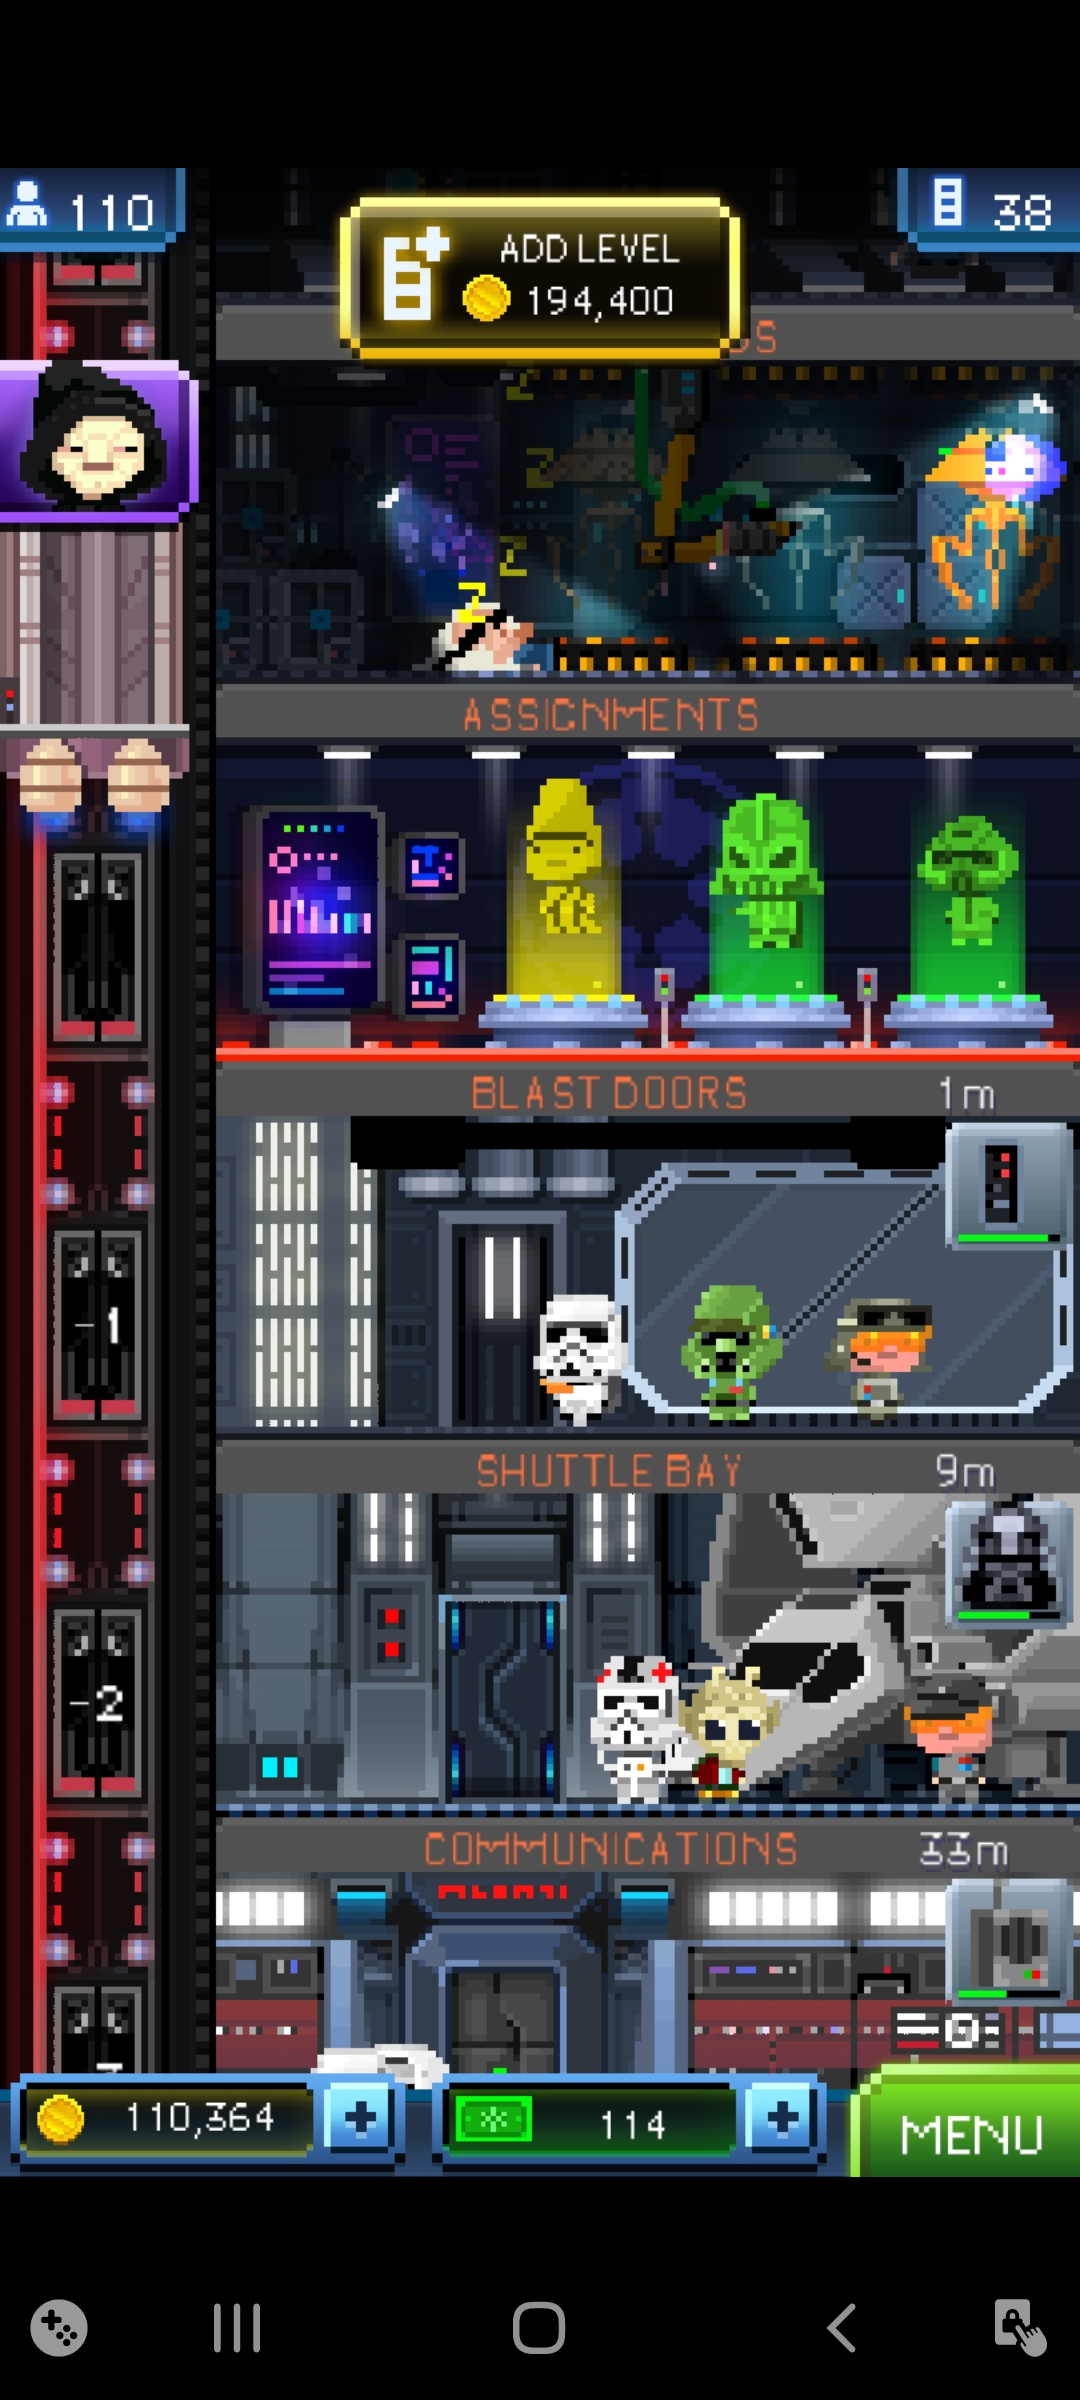 110
38
ADD LEVEL
194,400
Z
Z
Z
Z
ASSIGNMENTS
BLAST DOORS 1m
-1
SHUTTLE BAY 9m
-2
COMMUNICATIONS 33m
110,364
114
MENU